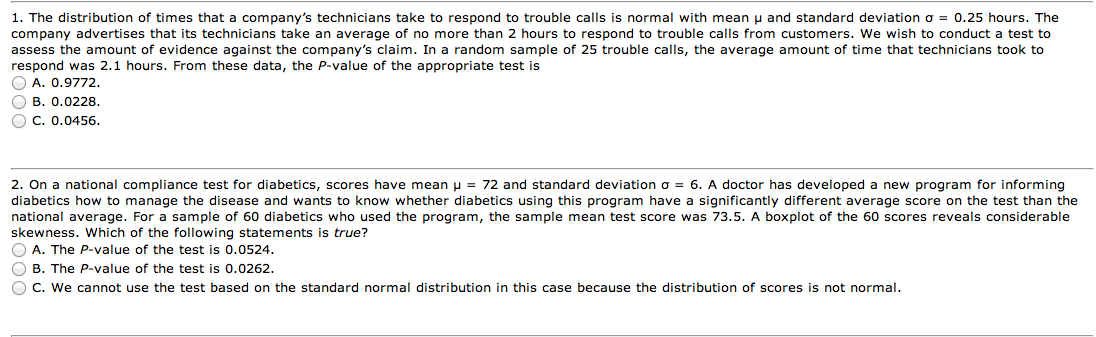 1. The distribution of times that a company's technicians take to respond to trouble calls is normal with mean μ and standard deviation σ = 0.25 hours. The
company advertises that its technicians take an average of no more than 2 hours to respond to trouble calls from customers. We wish to conduct a test to
assess the amount of evidence against the company's claim. In a random sample of 25 trouble calls, the average amount of time that technicians took to
respond was 2.1 hours. From these data, the P-value of the appropriate test is
A. 0.9772.
B. 0.0228.
C. 0.0456.
2. On a national compliance test for diabetics, scores have mean μ = 72 and standard deviation σ = 6. A doctor has developed a new program for informing
diabetics how to manage the disease and wants to know whether diabetics using this program have a significantly different average score on the test than the
national average. For a sample of 60 diabetics who used the program, the sample mean test score was 73.5. A boxplot of the 60 scores reveals considerable
skewness. Which of the following statements is true?
A. The P-value of the test is 0.0524.
B. The P-value of the test is 0.0262.
C. We cannot use the test based on the standard normal distribution in this case because the distribution of scores is not normal.